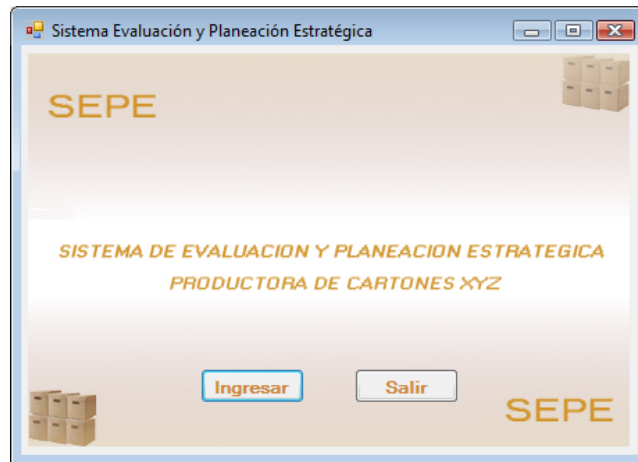 Sistema Evaluación y Planeación Estratégica
SEPE
SISTEMA DE EVALUACION Y PLANEACION ESTRATEGICA
PRODUCTORA DE CARTONES XYZ
Ingresar
Salir
SEPE